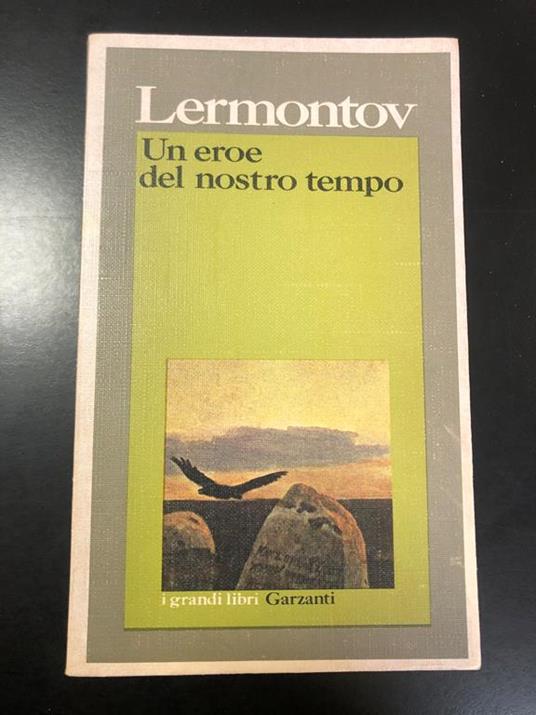 Lermontov
Un eroe
del nostro tempo
i grandi libri Garzanti